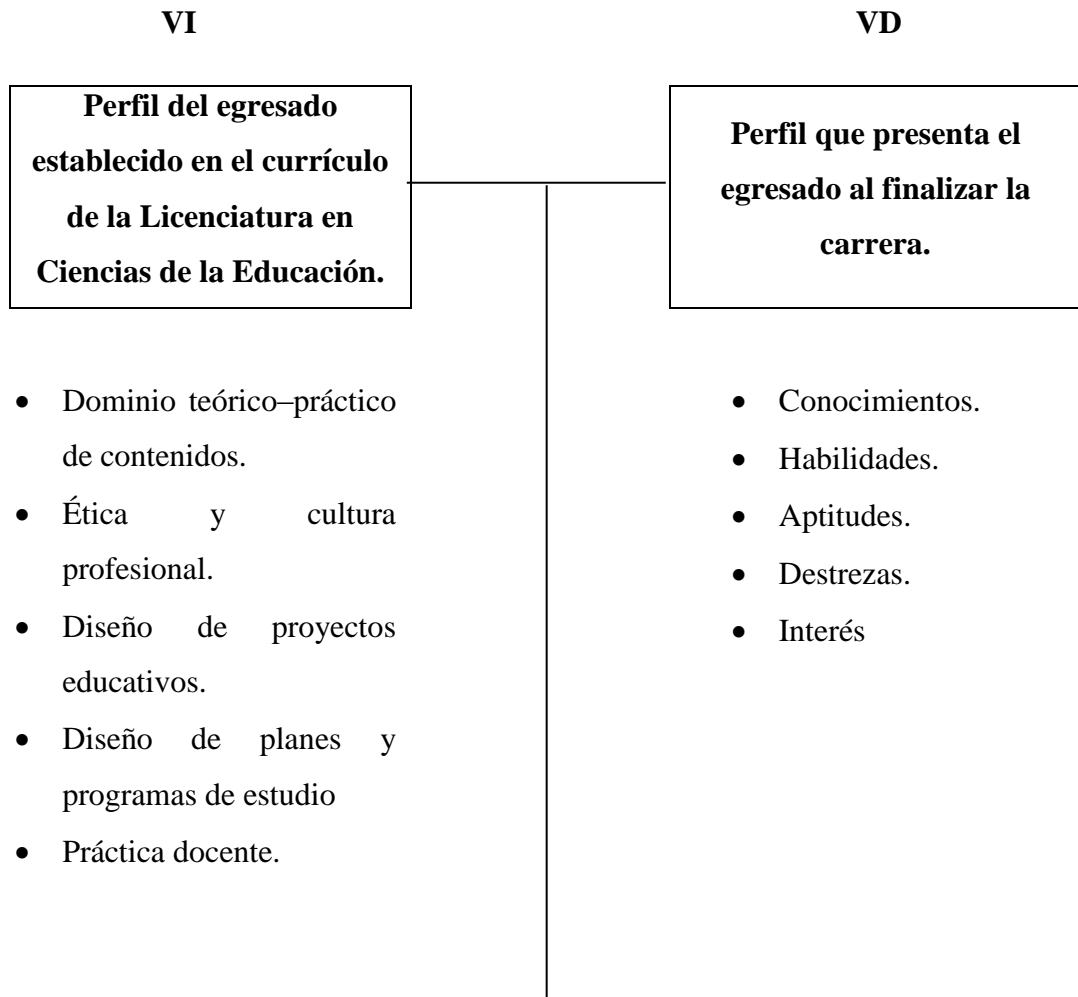 VI
VD
Perfil del egresado
establecido en el currículo
de la Licenciatura en
Ciencias de la Educación.
Perfil que presenta el
egresado al finalizar la
carrera.
• Dominio teórico–práctico
de contenidos.
• Ética y cultura
profesional.
• Diseño de proyectos
educativos.
• Diseño de planes y
programas de estudio
• Práctica docente.
• Conocimientos.
• Habilidades.
• Aptitudes.
• Destrezas.
• Interés